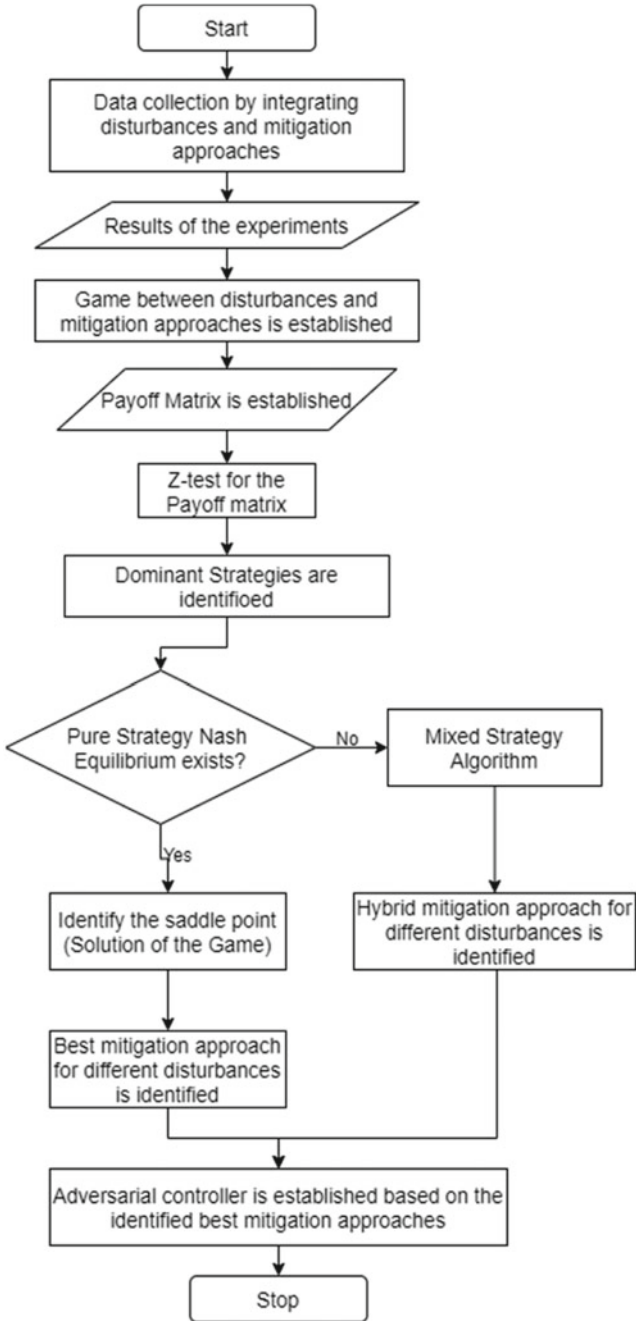 Start
Data collection by integrating
disturbances and mitigation
approaches
Results of the experiments
Game between disturbances and
mitigation approaches is established
Payoff Matrix is established
Z-test for the
Payoff matrix
Dominant Strategies are
identifioed
Pure Strategy Nash
Equilibrium exists?
No
Mixed Strategy
Algorithm
Yes
Identify the saddle point
(Solution of the Game)
Hybrid mitigation approach for
different disturbances is
identified
Best mitigation approach
for different disturbances
is identified
Adversarial controller is established based on the
identified best mitigation approaches
Stop